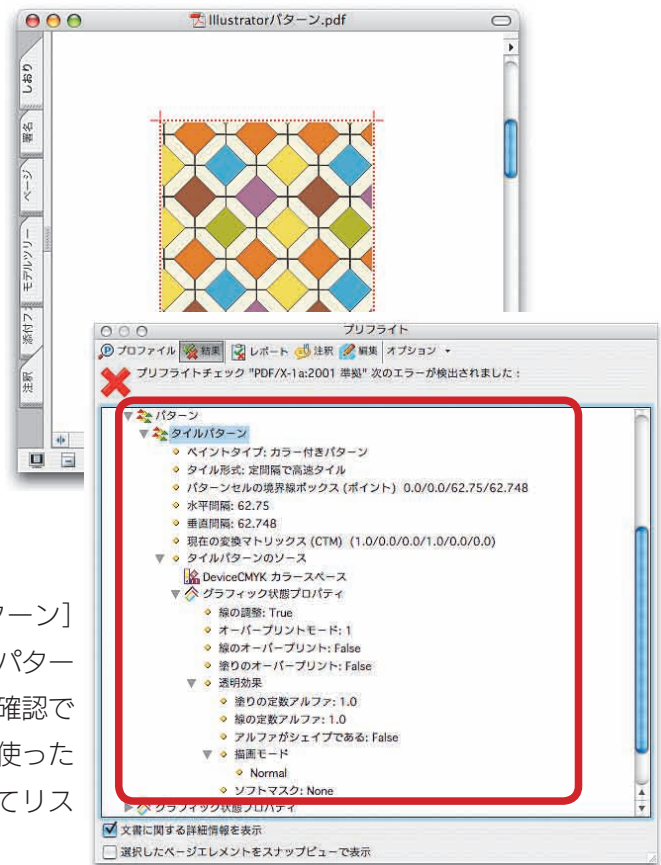 Illustratorパターン.pdf
しおり
署名
ページ
モデルツリー
添付フ
注釈
プリフライト
プロファイル 結果 レポート 注釈 編集 オプション
プリフライトチェック "PDF/X-1a:2001 準拠" 次のエラーが検出されました：
パターン
タイルパターン
ペイントタイプ: カラー付きパターン
タイル形式: 定間隔で高速タイル
パターンセルの境界線ボックス (ポイント) 0.0/0.0/62.75/62.748
水平間隔: 62.75
垂直間隔: 62.748
現在の変換マトリックス (CTM) (1.0/0.0/0.0/1.0/0.0/0.0)
タイルパターンのソース
DeviceCMYK カラースペース
グラフィック状態プロパティ
線の調整: True
オーバープリントモード: 1
線のオーバープリント: False
塗りのオーバープリント: False
透明効果
塗りの定数アルファ: 1.0
線の定数アルファ: 1.0
アルファがシェイプである: False
描画モード
Normal
ソフトマスク: None
グラフィック状態プロパティ
文書に関する詳細情報を表示
選択したページエレメントをスナップビューで表示
ターン］
パター
確認で
使った
てリス